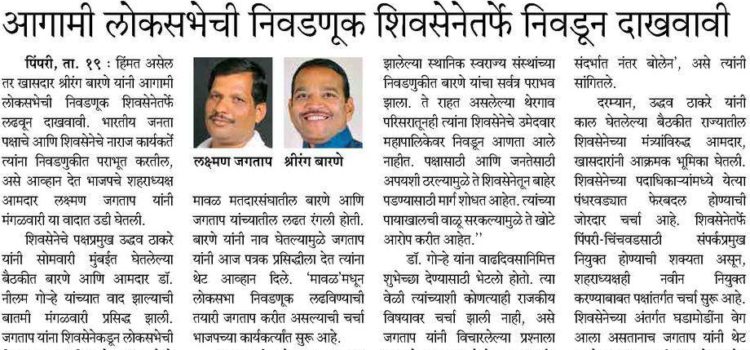 आगामी लोकसभेची निवडणूक शिवसेनेतर्फे निवडून दाखवावी
पिंपरी, ता. १९ : हिंमत असेल
तर खासदार श्रीरंग बारणे यांनी आगामी
लोकसभेची निवडणूक शिवसेनेतर्फे
लढवून दाखवावी. भारतीय जनता
पक्षाचे आणि शिवसेनेचे नाराज कार्यकर्ते
त्यांना निवडणुकीत पराभूत करतील,
असे आव्हान देत भाजपचे शहराध्यक्ष
आमदार लक्ष्मण जगताप यांनी
मंगळवारी या वादात उडी घेतली.
शिवसेनेचे पक्षप्रमुख उद्धव ठाकरे
यांनी सोमवारी मुंबईत घेतलेल्या
बैठकीत बारणे आणि आमदार डॉ.
नीलम गोऱ्हे यांच्यात वाद झाल्याची
बातमी मंगळवारी प्रसिद्ध झाली.
जगताप यांना शिवसेनेकडून लोकसभेची
लक्ष्मण जगताप श्रीरंग बारणे
मावळ मतदारसंघातील बारणे आणि
जगताप यांच्यातील लढत रंगली होती.
बारणे यांनी नाव घेतल्यामुळे जगताप
यांनी आज पत्रक प्रसिद्धीला देत त्यांना
थेट आव्हान दिले. 'मावळ'मधून
लोकसभा निवडणूक लढविण्याची
तयारी जगताप करीत असल्याची चर्चा
भाजपच्या कार्यकर्त्यांत सुरू आहे.
झालेल्या स्थानिक स्वराज्य संस्थांच्या
निवडणुकीत बारणे यांचा सर्वत्र पराभव
झाला. ते राहत असलेल्या थेरगाव
परिसरातूनही त्यांना शिवसेनेचे उमेदवार
महापालिकेवर निवडून आणता आले
नाहीत. पक्षासाठी आणि जनतेसाठी
अपयशी ठरल्यामुळे ते शिवसेनेतून बाहेर
पडण्यासाठी मार्ग शोधत आहेत. त्यांच्या
पायाखालची वाळू सरकल्यामुळे ते खोटे
आरोप करीत आहेत.''
डॉ. गोऱ्हे यांना वाढदिवसानिमित्त
शुभेच्छा देण्यासाठी भेटलो होतो. त्या
वेळी त्यांच्याशी कोणत्याही राजकीय
विषयावर चर्चा झाली नाही, असे
जगताप यांनी विचारलेल्या प्रश्नाला
संदर्भात नंतर बोलेन', असे त्यांनी
सांगितले.
दरम्यान, उद्धव ठाकरे यांनी
काल घेतलेल्या बैठकीत राज्यातील
शिवसेनेच्या मंत्र्यांविरुद्ध आमदार,
खासदारांनी आक्रमक भूमिका घेतली.
शिवसेनेच्या पदाधिकाऱ्यांमध्ये येत्या
पंधरवड्यात फेरबदल होण्याची
जोरदार चर्चा आहे. शिवसेनेतर्फे
पिंपरी-चिंचवडसाठी संपर्कप्रमुख
नियुक्त होण्याची शक्यता असून,
शहराध्यक्षही नवीन नियुक्त
करण्याबाबत पक्षांतर्गत चर्चा सुरू आहे.
शिवसेनेच्या अंतर्गत घडामोडींना वेग
आला असतानाच जगताप यांनी थेट